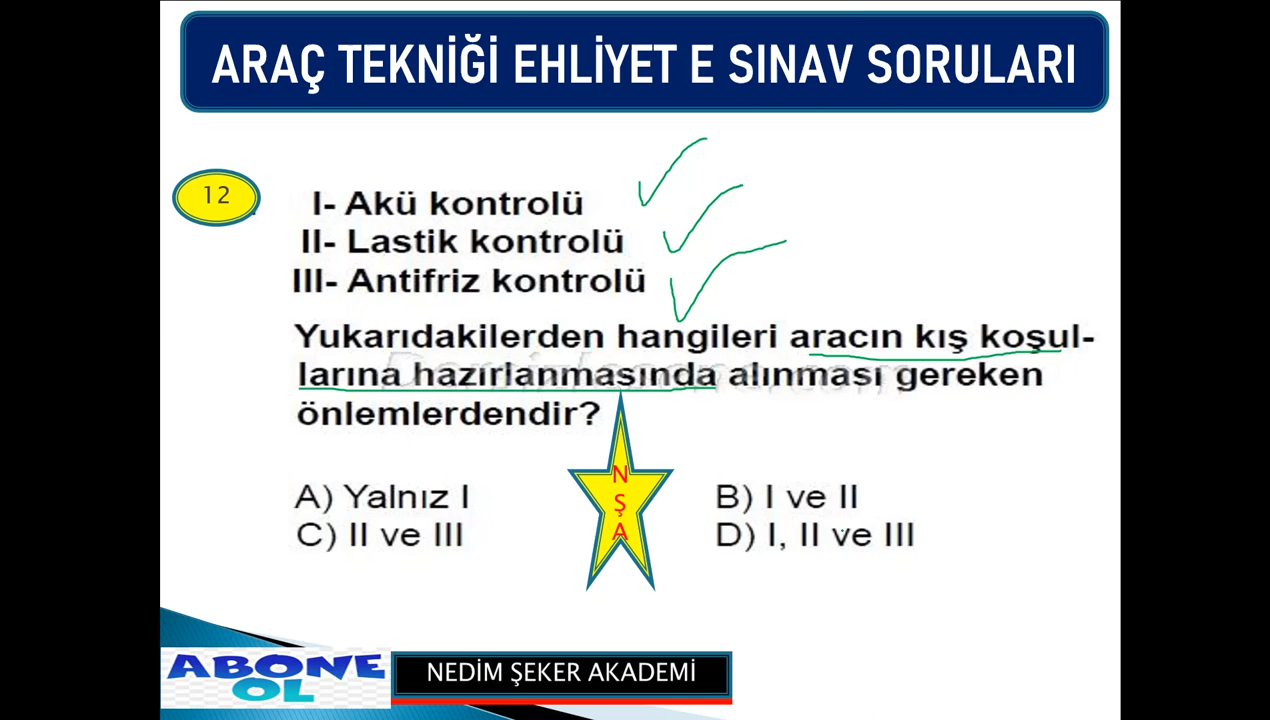 ARAÇ TEKNİĞİ EHLİYET E SINAV SORULARI
12
I- Akü kontrolü
II- Lastik kontrolü
III- Antifriz kontrolü
Yukarıdakilerden hangileri aracın kış koşul-
larına hazırlanmasında alınması gereken
önlemlerdendir?
A) Yalnız I
B) I ve II
C) II ve III
D) I, II ve III
N
Ş
A
ABONE
OL
NEDİM ŞEKER AKADEMİ